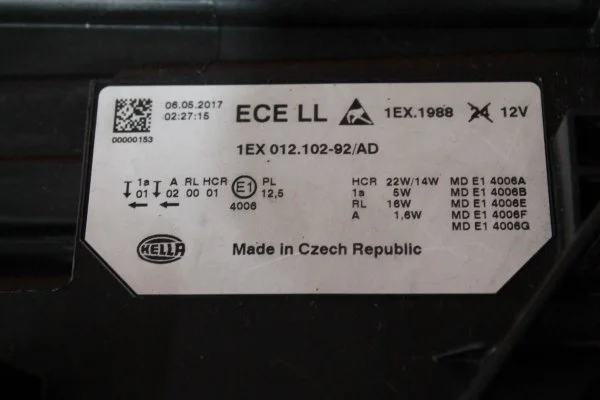 06.05.2017
02:27:15
00000153
ECE LL
1EX.1988 24 12V
1EX 012.102-92/AD
1a A RL HCR E1 PL
01 02 00 01 12,5
4006
HCR 22W/14W MD E1 4006A
1a 5W MD E1 4006B
RL 16W MD E1 4006E
A 1,6W MD E1 4006F
MD E1 4006G
HELLA
Made in Czech Republic